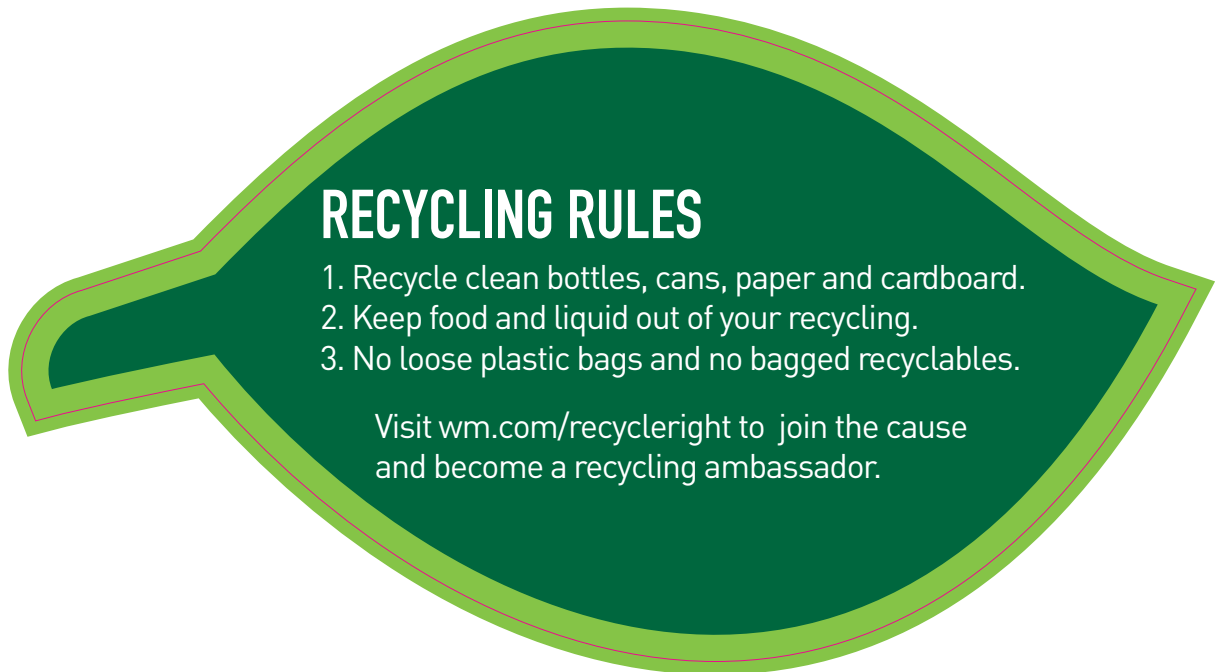 RECYCLING RULES
1. Recycle clean bottles, cans, paper and cardboard.
2. Keep food and liquid out of your recycling.
3. No loose plastic bags and no bagged recyclables.
Visit wm.com/recycleright to  join the cause
and become a recycling ambassador.